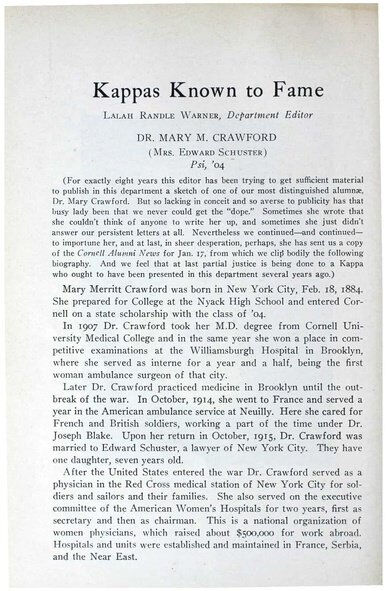 Kappas Known to Fame
Lalah Randle Warner, Department Editor
DR. MARY M. CRAWFORD
(Mrs. Edward Schuster)
Psi, '04
(For exactly eight years this editor has been trying to get sufficient material
to publish in this department a sketch of one of our most distinguished alumnæ,
Dr. Mary Crawford. But so lacking in conceit and so averse to publicity has that
busy lady been that we never could get the "dope." Sometimes she wrote that
she couldn't think of anyone to write her up, and sometimes she just didn't
answer our persistent letters at all. Nevertheless we continued—and continued—
to importune her, and at last, in sheer desperation, perhaps, she has sent us a copy
of the Cornell Alumni News for Jan. 17, from which we clip bodily the following
biography. And we feel that at last partial justice is being done to a Kappa
who ought to have been presented in this department several years ago.)
Mary Merritt Crawford was born in New York City, Feb. 18, 1884.
She prepared for College at the Nyack High School and entered Cor-
nell on a state scholarship with the class of '04.
In 1907 Dr. Crawford took her M.D. degree from Cornell Uni-
versity Medical College and in the same year she won a place in com-
petitive examinations at the Williamsburgh Hospital in Brooklyn,
where she served as interne for a year and a half, being the first
woman ambulance surgeon of that city.
Later Dr. Crawford practiced medicine in Brooklyn until the out-
break of the war. In October, 1914, she went to France and served a
year in the American ambulance service at Neuilly. Here she cared for
French and British soldiers, working a part of the time under Dr.
Joseph Blake. Upon her return in October, 1915, Dr. Crawford was
married to Edward Schuster, a lawyer of New York City. They have
one daughter, seven years old.
After the United States entered the war Dr. Crawford served as a
physician in the Red Cross medical station of New York City for sol-
diers and sailors and their families. She also served on the executive
committee of the American Women's Hospitals for two years, first as
secretary and then as chairman. This is a national organization of
women physicians, which raised about $500,000 for work abroad.
Hospitals and units were established and maintained in France, Serbia,
and the Near East.